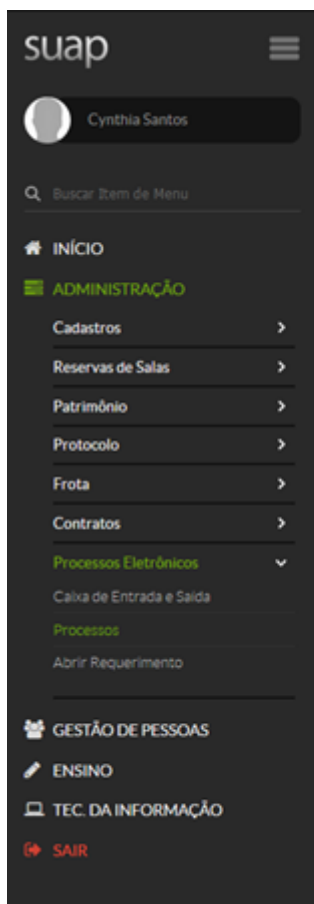 suap
Cynthia Santos
Buscar Item de Menu
INÍCIO
ADMINISTRAÇÃO
Cadastros
Reservas de Salas
Patrimônio
Protocolo
Frota
Contratos
Processos Eletrônicos
Caixa de Entrada e Saída
Processos
Abrir Requerimento
GESTÃO DE PESSOAS
ENSINO
TEC. DA INFORMAÇÃO
SAIR